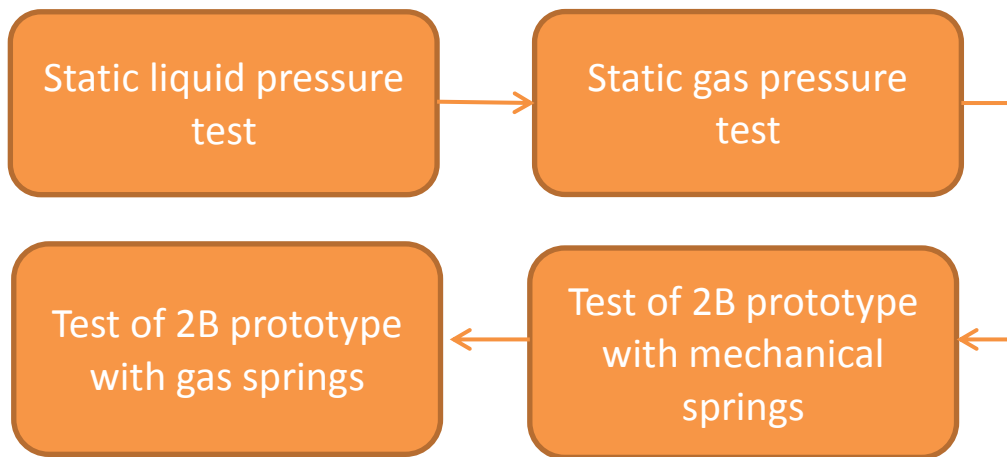 Static liquid pressure
test
Static gas pressure
test
Test of 2B prototype
with gas springs
Test of 2B prototype
with mechanical
springs